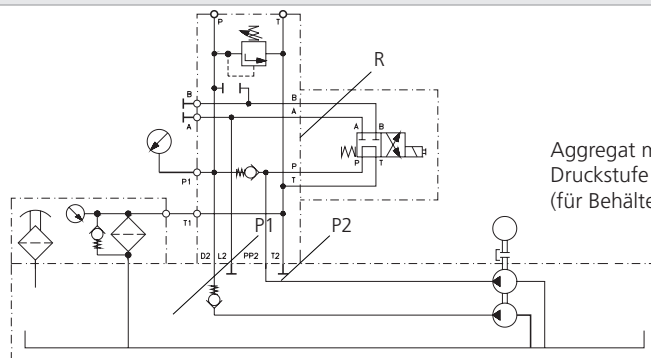 P T
R
B B
A A A B
P
P1 P T
T
T1
P1 P2
D2 L2 PP2 T2
Aggregat m
Druckstufe
(für Behälte